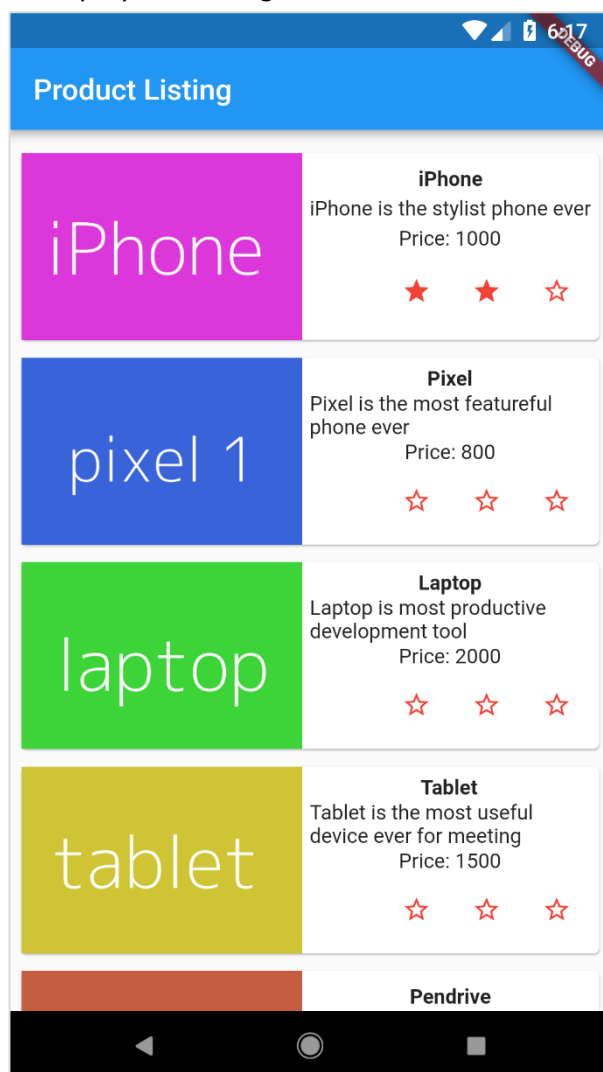 6:17
DEBUG
Product Listing
iPhone
iPhone
iPhone is the stylist phone ever
Price: 1000
pixel 1
Pixel
Pixel is the most featureful
phone ever
Price: 800
laptop
Laptop
Laptop is most productive
development tool
Price: 2000
tablet
Tablet
Tablet is the most useful
device ever for meeting
Price: 1500
Pendrive